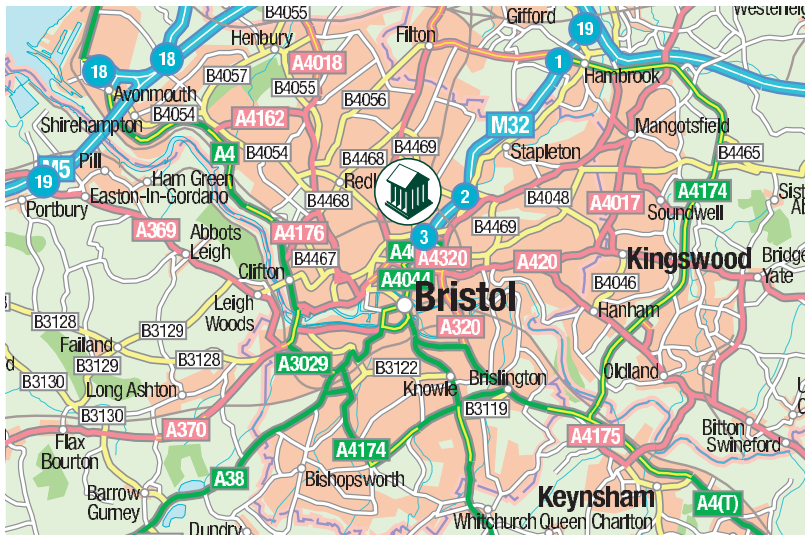 B4055
Gifford
Westerleigh
19
Henbury
Filton
18
18
A4018
1
Hambrook
B4057
B4055
Avonmouth
B4056
B4054
A4162
M32
Shirehampton
Mangotsfield
A4
B4054
B4469
Stapleton
B4465
M5
Pill
B4468
19
Ham Green
Redl
A4174
Easton-In-Gordano
B4468
2
B4048
A4017
Portbury
Soundwell
A369
A4176
B4469
Abbots
Leigh
3
A4320
B4467
A420
Kingswood
Bridge
Yate
Clifton
A4044
B4046
Leigh
Woods
Bristol
Hanham
B3128
B3129
A320
Failand
B3128
B3129
A3029
B3122
Oldland
B3130
Long Ashton
Knowle
Brislington
B3130
B3119
A370
Bitton
A4175
Swineford
Flax
Bourton
A4174
A38
Bishopsworth
Barrow
Gurney
Keynsham
A4(T)
Dundry
Whitchurch
Queen Charlton